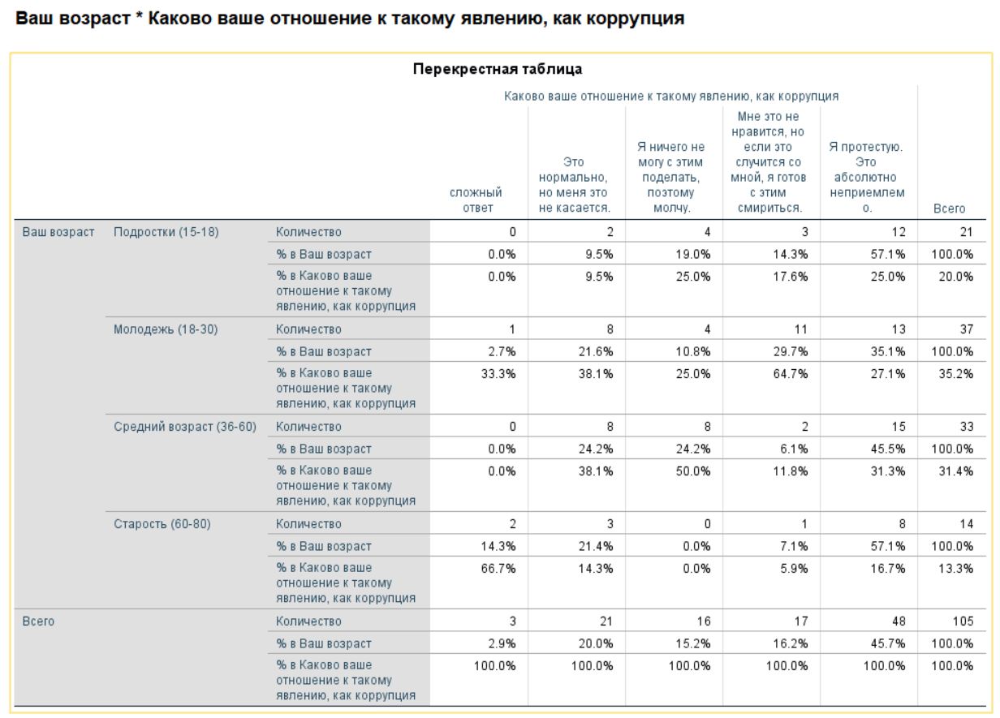 Ваш возраст * Каково ваше отношение к такому явлению, как коррупция
Перекрестная таблица
Каково ваше отношение к такому явлению, как коррупция
сложный
ответ
Это
нормально,
но меня это
не касается.
Я ничего не
могу с этим
поделать,
поэтому
молчу.
Мне это не
нравится, но
если это
случится со
мной, я готов
с этим
смириться.
Я протестую.
Это
абсолютно
неприемлем
о.
Всего
Ваш возраст Подростки (15-18) Количество 0 2 4 3 12 21
% в Ваш возраст 0.0% 9.5% 19.0% 14.3% 57.1% 100.0%
% в Каково ваше 0.0% 9.5% 25.0% 17.6% 25.0% 20.0%
отношение к такому
явлению, как коррупция
Молодежь (18-30) Количество 1 8 4 11 13 37
% в Ваш возраст 2.7% 21.6% 10.8% 29.7% 35.1% 100.0%
% в Каково ваше 33.3% 38.1% 25.0% 64.7% 27.1% 35.2%
отношение к такому
явлению, как коррупция
Средний возраст (36-60) Количество 0 8 8 2 15 33
% в Ваш возраст 0.0% 24.2% 24.2% 6.1% 45.5% 100.0%
% в Каково ваше 0.0% 38.1% 50.0% 11.8% 31.3% 31.4%
отношение к такому
явлению, как коррупция
Старость (60-80) Количество 2 3 0 1 8 14
% в Ваш возраст 14.3% 21.4% 0.0% 7.1% 57.1% 100.0%
% в Каково ваше 66.7% 14.3% 0.0% 5.9% 16.7% 13.3%
отношение к такому
явлению, как коррупция
Всего Количество 3 21 16 17 48 105
% в Ваш возраст 2.9% 20.0% 15.2% 16.2% 45.7% 100.0%
% в Каково ваше 100.0% 100.0% 100.0% 100.0% 100.0% 100.0%
отношение к такому
явлению, как коррупция